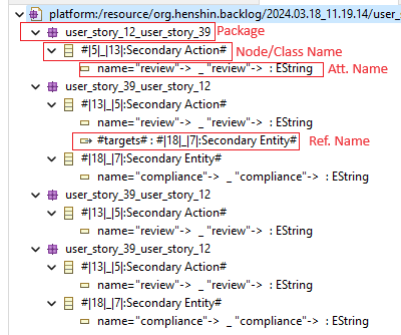 platform:/resource/org.henshin.backlog/2024.03.18_11.19.14/user_
user_story_12_user_story_39 Package
#|5|_|13|:Secondary Action# Node/Class Name
name="review"-> _ "review"-> : EString Att. Name
user_story_39_user_story_12
#|13|_|5|:Secondary Action#
name="review"-> _ "review"-> : EString
#targets# : #|18|_|7|:Secondary Entity# Ref. Name
#|18|_|7|:Secondary Entity#
name="compliance"-> _ "compliance"-> : EString
user_story_39_user_story_12
#|13|_|5|:Secondary Action#
name="review"-> _ "review"-> : EString
user_story_39_user_story_12
#|13|_|5|:Secondary Action#
name="review"-> _ "review"-> : EString
#|18|_|7|:Secondary Entity#
name="compliance"-> _ "compliance"-> : EString